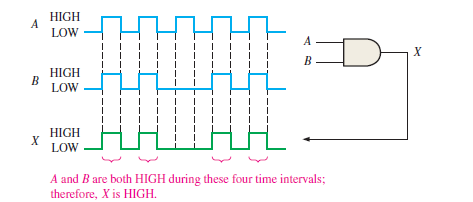 A HIGH
LOW
B HIGH
LOW
X HIGH
LOW
A
B
X
A and B are both HIGH during these four time intervals;
therefore, X is HIGH.